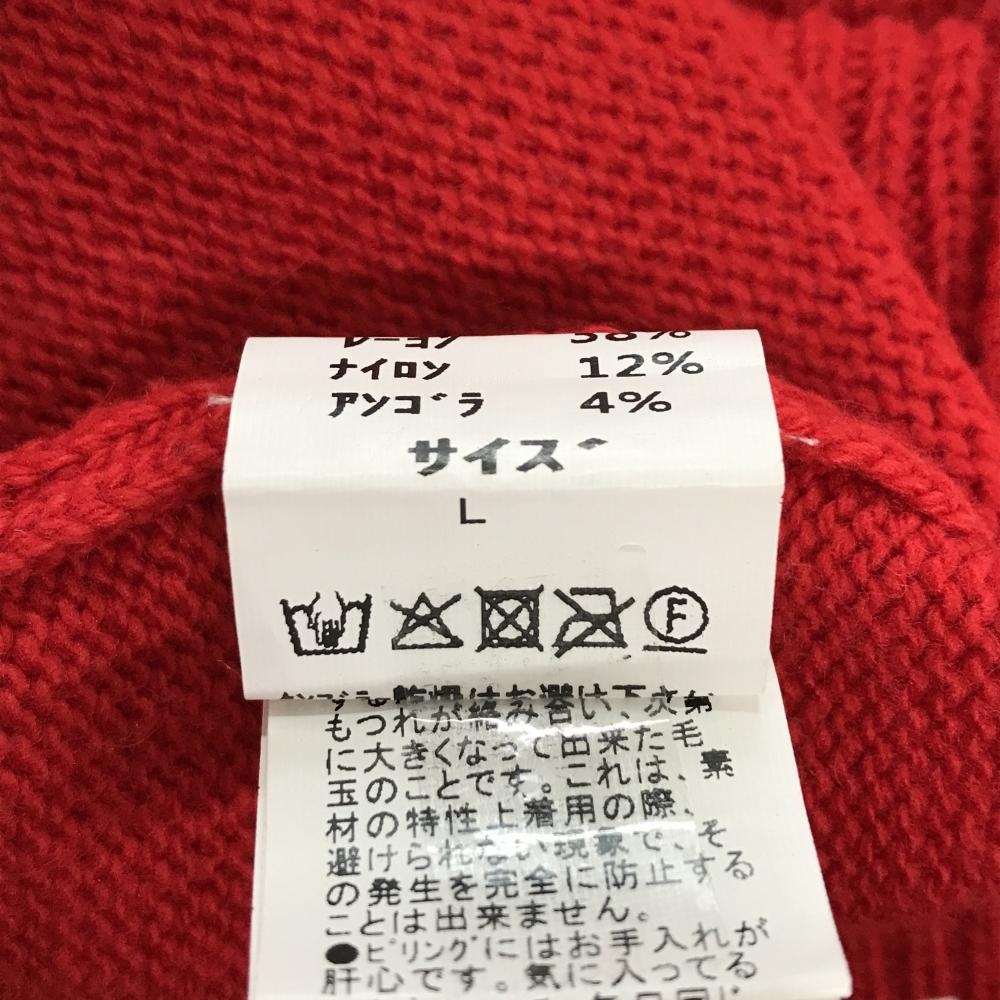 レーヨン
ナイロン 12%
アンゴラ 4%
サイズ
L
F
もつれが絡み合い、次第
に大きくなって出来た毛
玉のことです。これは、素
材の特性上着用の際、
避けられない現象で、そ
の発生を完全に防止する
ことは出来ません。
●ピリングにはお手入れが
肝心です。気に入ってる